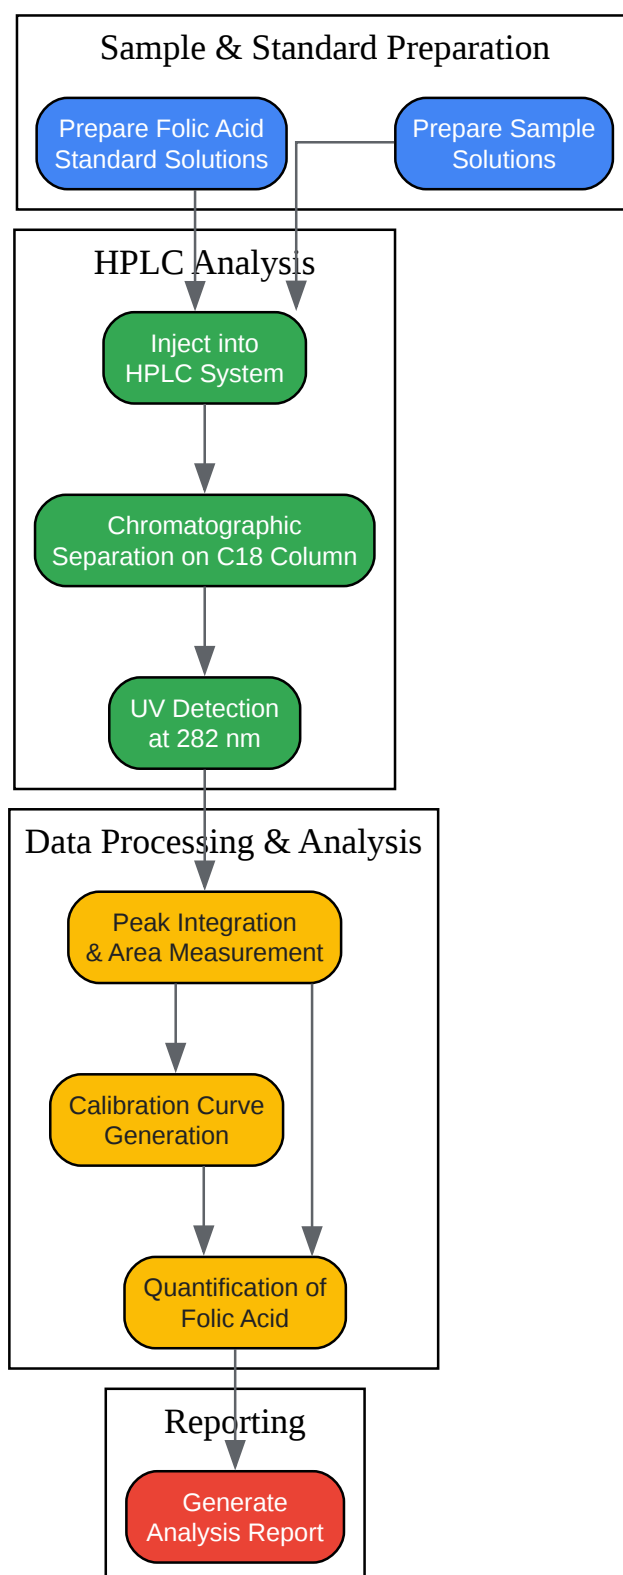 Sample & Standard Preparation
Prepare Folic Acid
Standard Solutions
Prepare Sample
Solutions
HPLC Analysis
Inject into
HPLC System
Chromatographic
Separation on C18 Column
UV Detection
at 282 nm
Data Processing & Analysis
Peak Integration
& Area Measurement
Calibration Curve
Generation
Quantification of
Folic Acid
Reporting
Generate
Analysis Report